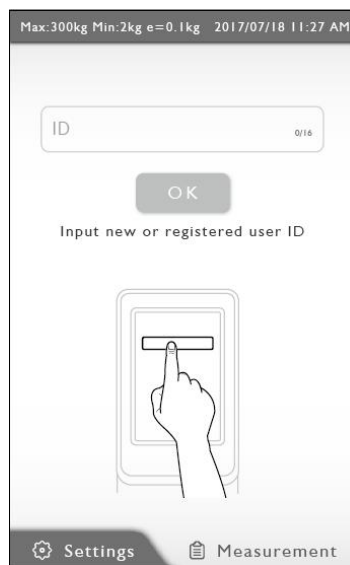 Max:300kg Min:2kg e=0.1kg 2017/07/18 11:27 AM
ID 0/16
OK
Input new or registered user ID
Settings Measurement